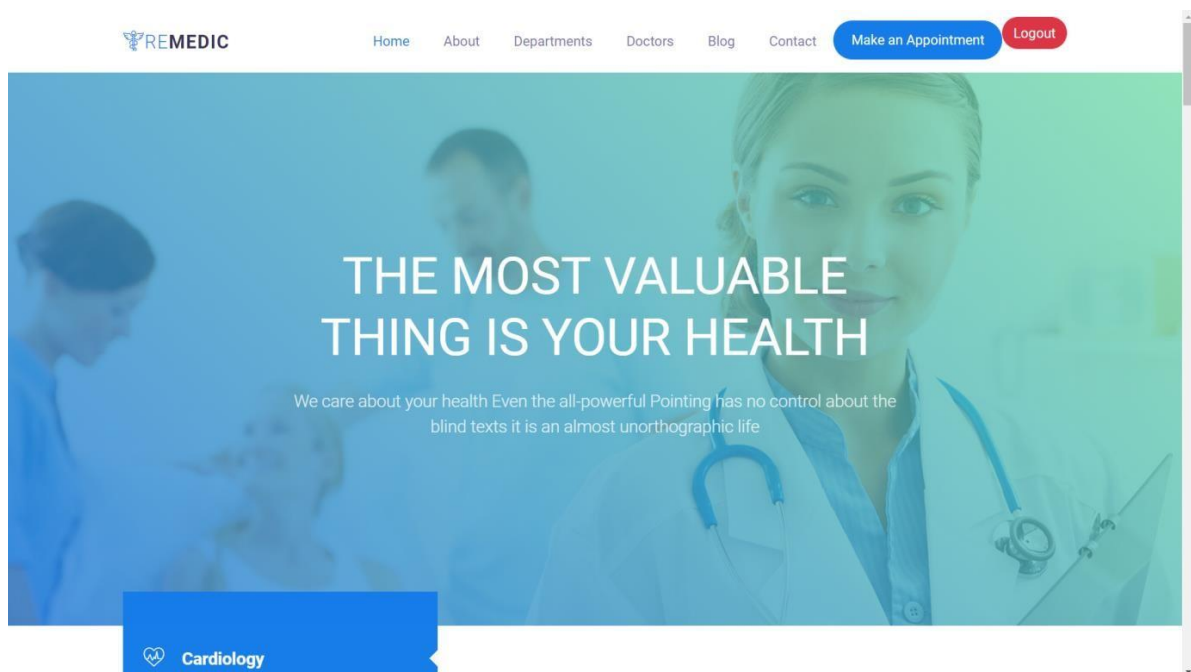 REMEDIC
Home About Departments Doctors Blog Contact Make an Appointment Logout
THE MOST VALUABLE
THING IS YOUR HEALTH
We care about your health Even the all-powerful Pointing has no control about the
blind texts it is an almost unorthographic life
Cardiology